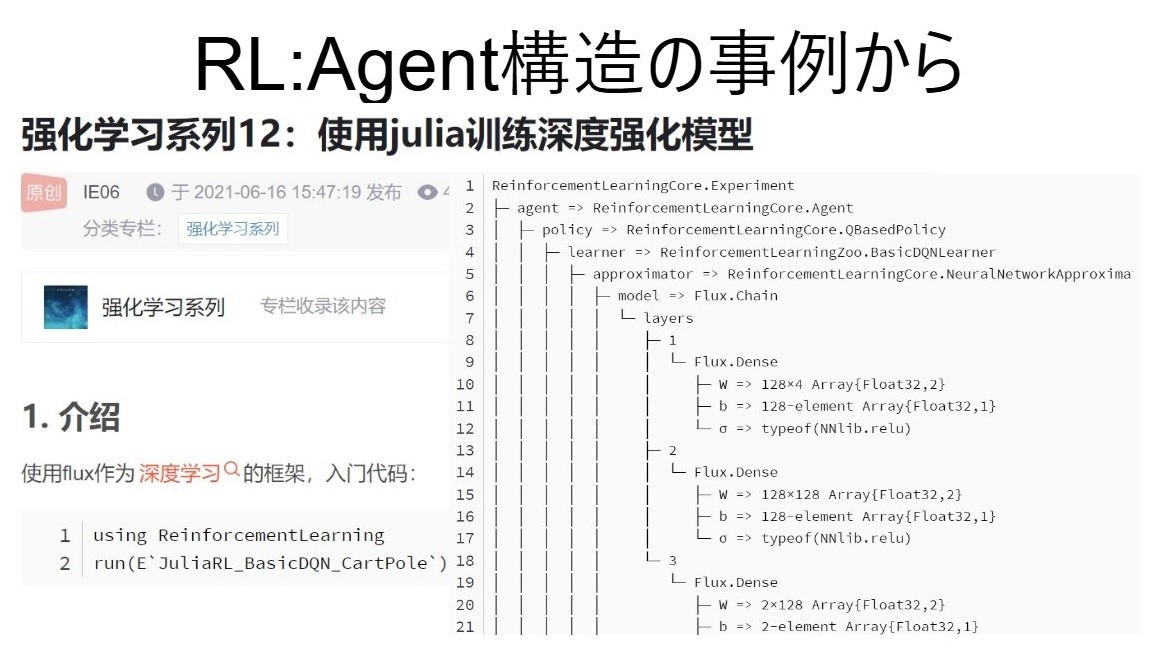 RL:Agent構造の事例から
强化学习系列12：使用julia训练深度强化模型
原创 IE06 于 2021-06-16 15:47:19 发布 4
分类专栏： 强化学习系列
强化学习系列 专栏收录该内容
1. 介绍
使用flux作为 深度学习 的框架，入门代码：
1 using ReinforcementLearning
2 run(E`JuliaRL_BasicDQN_CartPole`)
1 ReinforcementLearningCore.Experiment
2 ├─ agent => ReinforcementLearningCore.Agent
3 │ ├─ policy => ReinforcementLearningCore.QBasedPolicy
4 │ │ ├─ learner => ReinforcementLearningZoo.BasicDQNLearner
5 │ │ │ ├─ approximator => ReinforcementLearningCore.NeuralNetworkApproxima
6 │ │ │ │ ├─ model => Flux.Chain
7 │ │ │ │ │ └─ layers
8 │ │ │ │ │ ├─ 1
9 │ │ │ │ │ │ └─ Flux.Dense
10 │ │ │ │ │ │ ├─ W => 128×4 Array{Float32,2}
11 │ │ │ │ │ │ ├─ b => 128-element Array{Float32,1}
12 │ │ │ │ │ │ └─ σ => typeof(NNlib.relu)
13 │ │ │ │ │ ├─ 2
14 │ │ │ │ │ │ └─ Flux.Dense
15 │ │ │ │ │ │ ├─ W => 128×128 Array{Float32,2}
16 │ │ │ │ │ │ ├─ b => 128-element Array{Float32,1}
17 │ │ │ │ │ │ └─ σ => typeof(NNlib.relu)
18 │ │ │ │ │ └─ 3
19 │ │ │ │ │ └─ Flux.Dense
20 │ │ │ │ │ ├─ W => 2×128 Array{Float32,2}
21 │ │ │ │ │ ├─ b => 2-element Array{Float32,1}